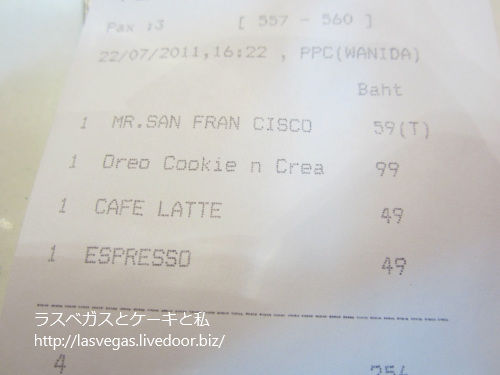 Pax :3 [ 557 - 560 ]
22/07/2011,16:22 , PPC(WANIDA)
Baht
1 MR.SAN FRAN CISCO 59(T)
1 Oreo Cookie n Crea 99
1 CAFE LATTE 49
1 ESPRESSO 49
ラスベガスとケーキと私
http://lasvegas.livedoor.biz/
4 256